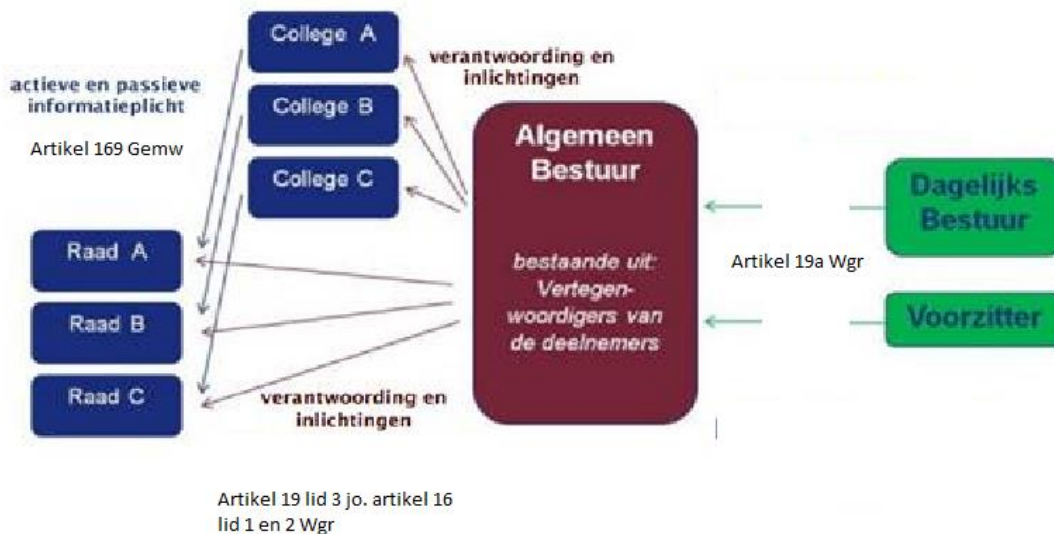 College A
verantwoording en
inlichtingen
actieve en passieve
informatieplicht
College B
Artikel 169 Gemw
College C
Algemeen
Bestuur
bestaande uit:
Vertegen-
woordigers van
de deelnemers
Dagelijks
Bestuur
Artikel 19a Wgr
Voorzitter
Raad A
Raad B
Raad C
verantwoording en
inlichtingen
Artikel 19 lid 3 jo. artikel 16
lid 1 en 2 Wgr